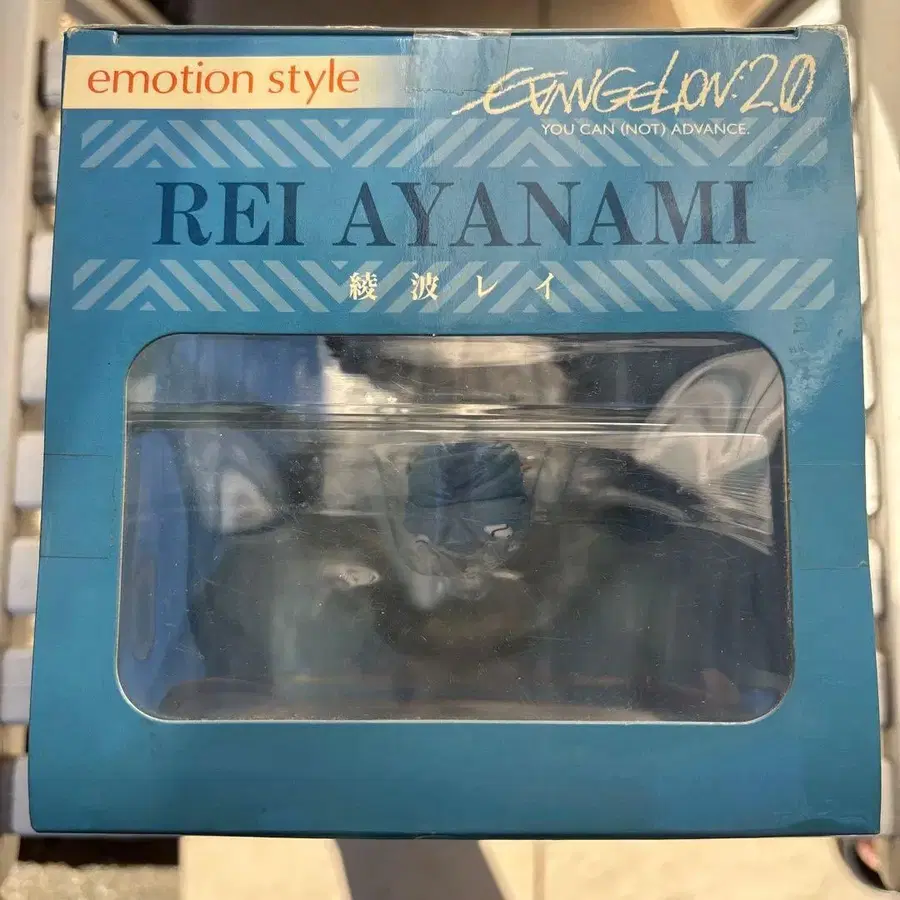 emotion style
EVANGELION:2.0
YOU CAN (NOT) ADVANCE.
REI AYANAMI
綾波レイ